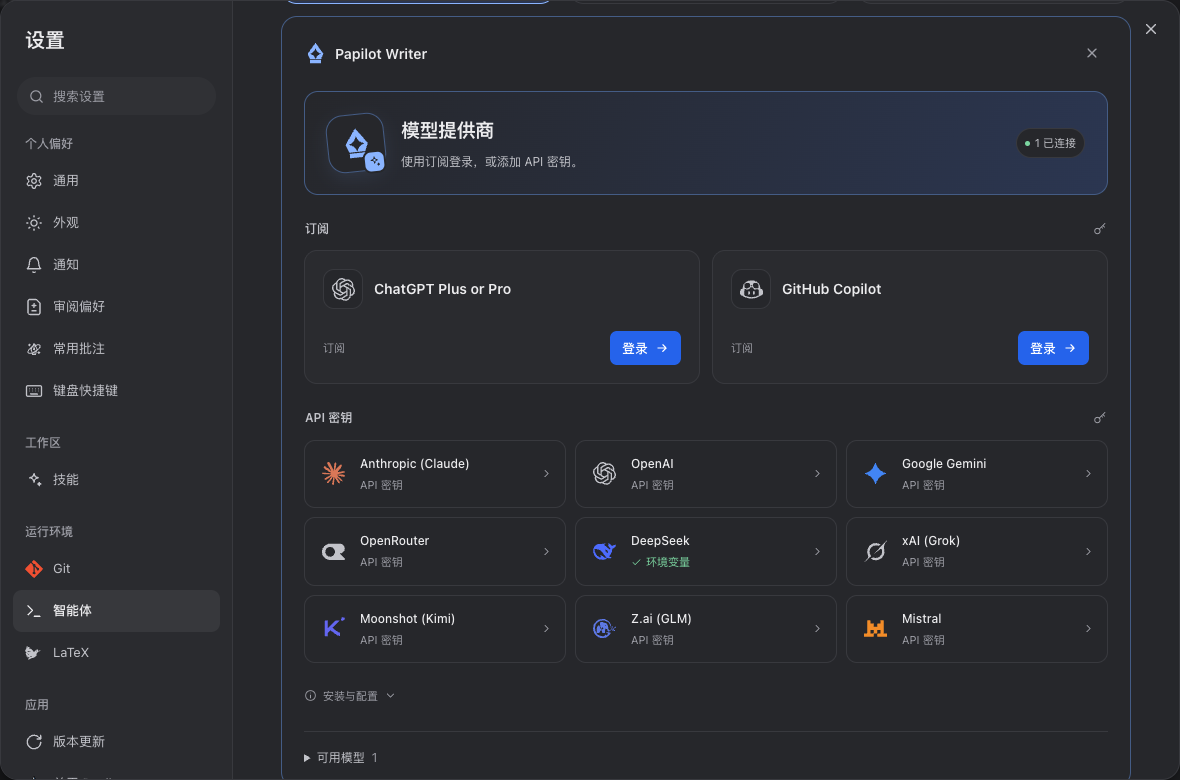 设置
搜索设置
个人偏好
通用
外观
通知
审阅偏好
常用批注
键盘快捷键
工作区
技能
运行环境
Git
智能体
LaTeX
应用
版本更新
Papilot Writer
模型提供商
使用订阅登录，或添加 API 密钥。
1 已连接
订阅
ChatGPT Plus or Pro
订阅
登录
GitHub Copilot
订阅
登录
API 密钥
Anthropic (Claude)
API 密钥
OpenAI
API 密钥
Google Gemini
API 密钥
OpenRouter
API 密钥
DeepSeek
环境变量
xAI (Grok)
API 密钥
Moonshot (Kimi)
API 密钥
Z.ai (GLM)
API 密钥
Mistral
API 密钥
安装与配置
可用模型 1